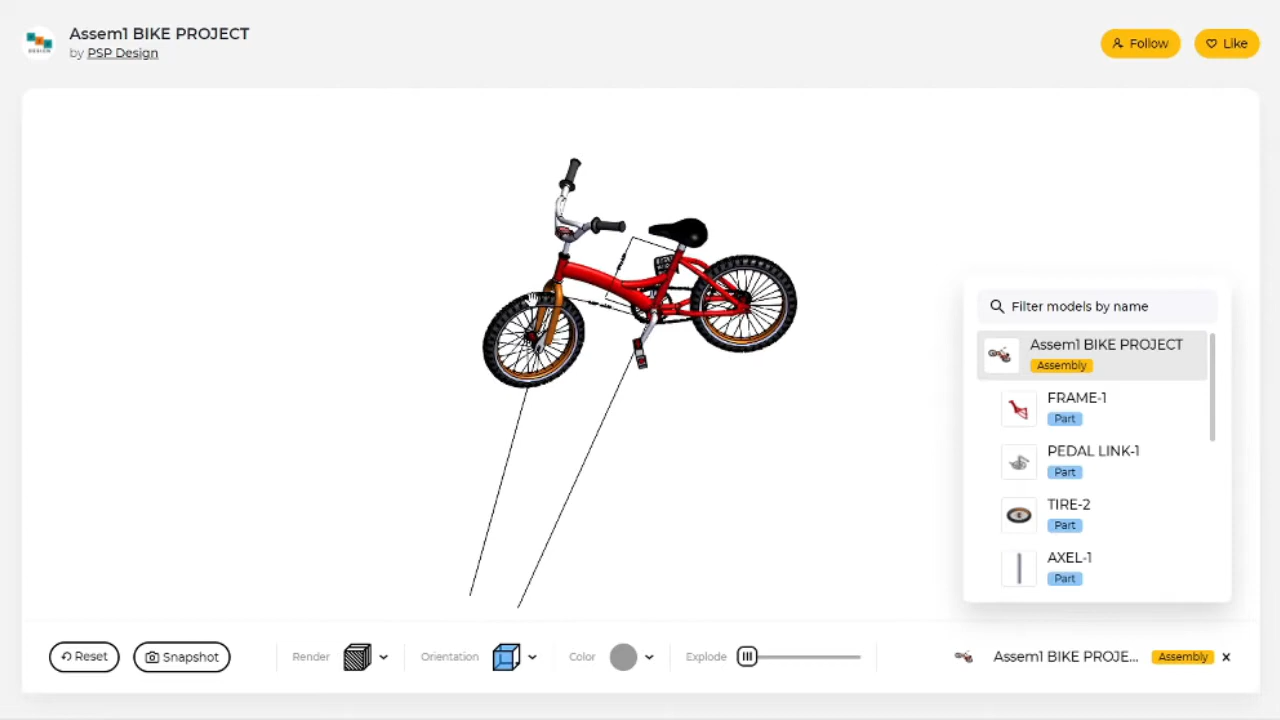 Assem1 BIKE PROJECT
by PSP Design
Follow
Like
Filter models by name
Assem1 BIKE PROJECT
Assembly
FRAME-1
Part
PEDAL LINK-1
Part
TIRE-2
Part
AXEL-1
Part
Reset
Snapshot
Render
Orientation
Color
Explode
Assem1 BIKE PROJE...
Assembly